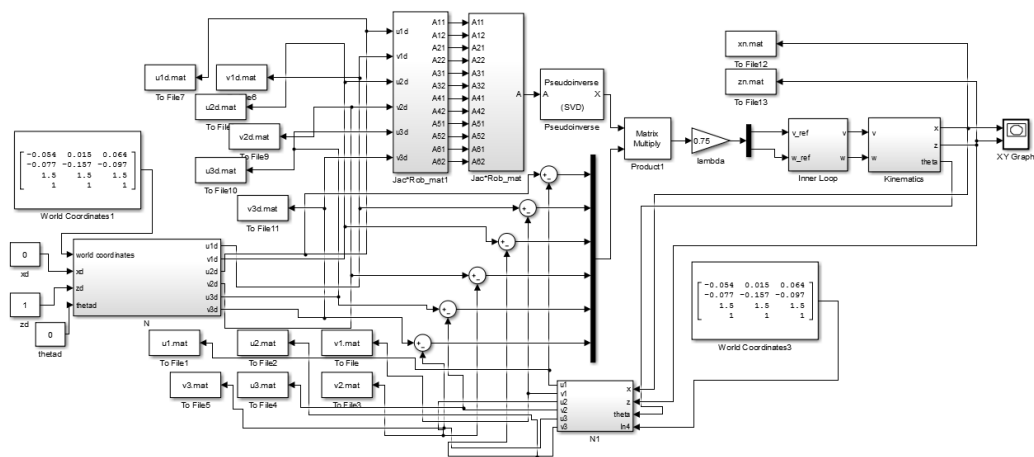 u1d.mat
To File7
v1d.mat
File6
u2d.mat
To File
v2d.mat
To File9
u3d.mat
To File10
v3d.mat
To File11
u1d
v1d
u2d
v2d
u3d
v3d
A11
A12
A21
A22
A31
A32
A41
A42
A51
A52
A61
A62
Jac*Rob_mat1
A11
A12
A21
A22
A31
A32
A41
A42
A51
A52
A61
A62
A
Jac*Rob_mat
Pseudoinverse
A
X
(SVD)
Pseudoinverse
Matrix
Multiply
Product1
0.75
lambda
v_ref
w_ref
v
w
Inner Loop
v
w
x
z
theta
Kinematics
xn.mat
To File12
zn.mat
To File13
XY Graph
-0.054 0.015 0.064
-0.077 -0.157 -0.097
1.5 1.5 1.5
1 1 1
World Coordinates1
0
xd
1
zd
0
thetad
world coordinates
xd
zd
thetad
u1d
v1d
u2d
v2d
u3d
v3d
N
u1.mat
To File1
u2.mat
To File2
v1.mat
To File
v3.mat
To File5
u3.mat
To File4
v2.mat
To File3
-0.054 0.015 0.064
-0.077 -0.157 -0.097
1.5 1.5 1.5
1 1 1
World Coordinates3
u1
v1
u2
v2
u3
v3
x
z
theta
In4
N1